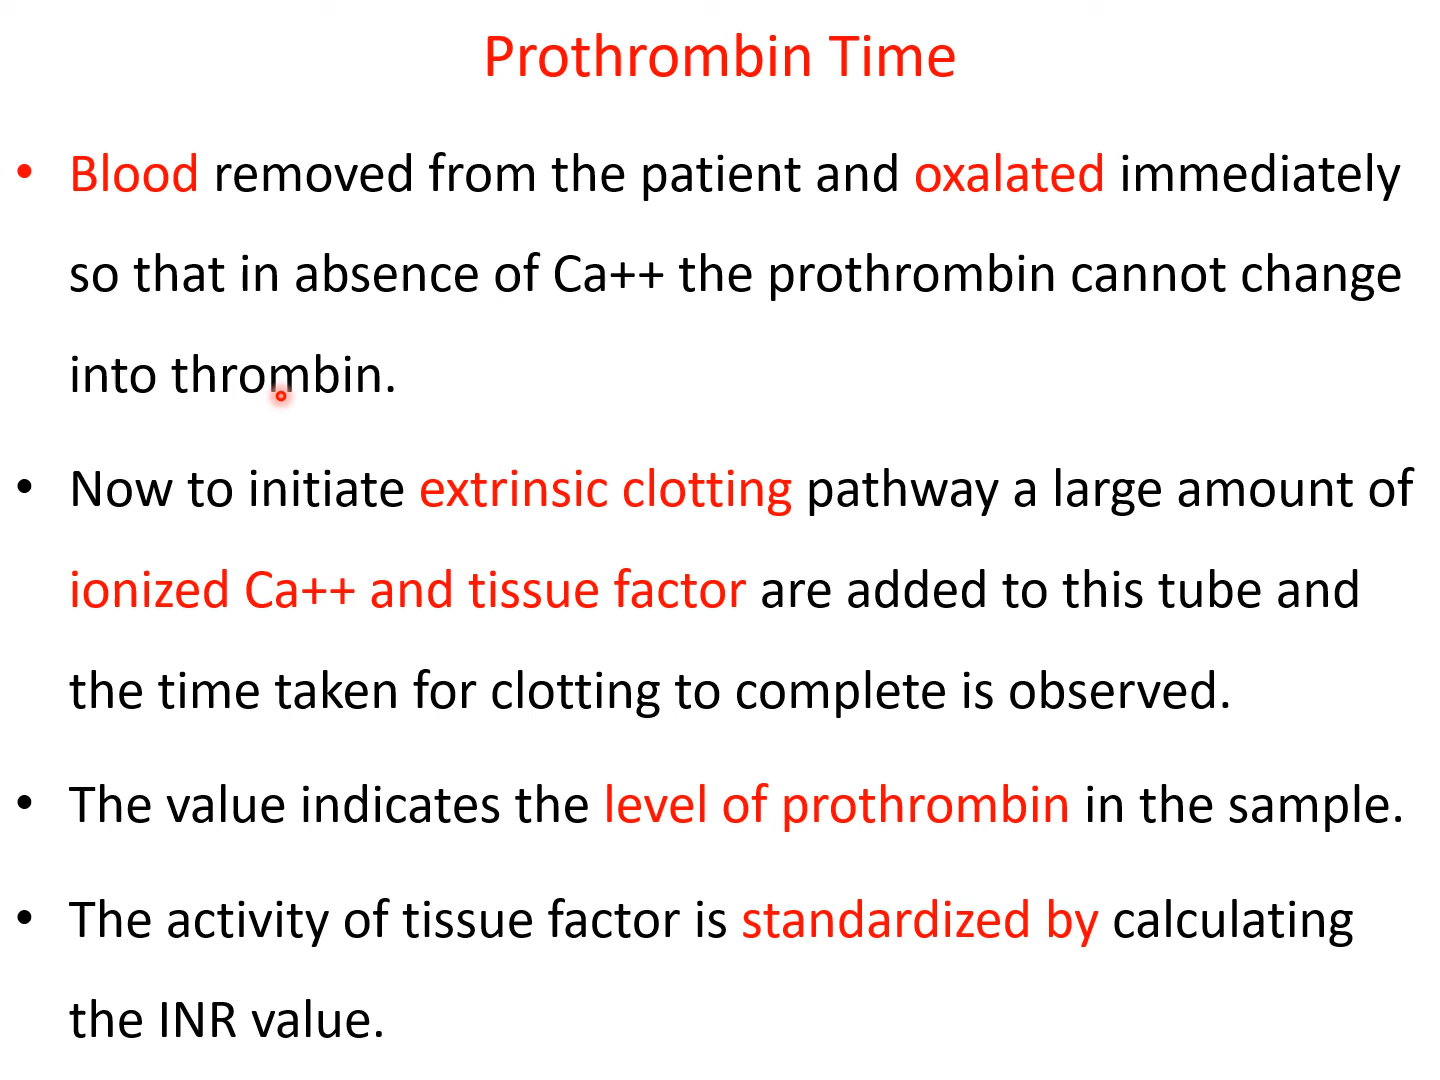 Prothrombin Time
• Blood removed from the patient and oxalated immediately
so that in absence of Ca++ the prothrombin cannot change
into thrombin.
• Now to initiate extrinsic clotting pathway a large amount of
ionized Ca++ and tissue factor are added to this tube and
the time taken for clotting to complete is observed.
• The value indicates the level of prothrombin in the sample.
• The activity of tissue factor is standardized by calculating
the INR value.